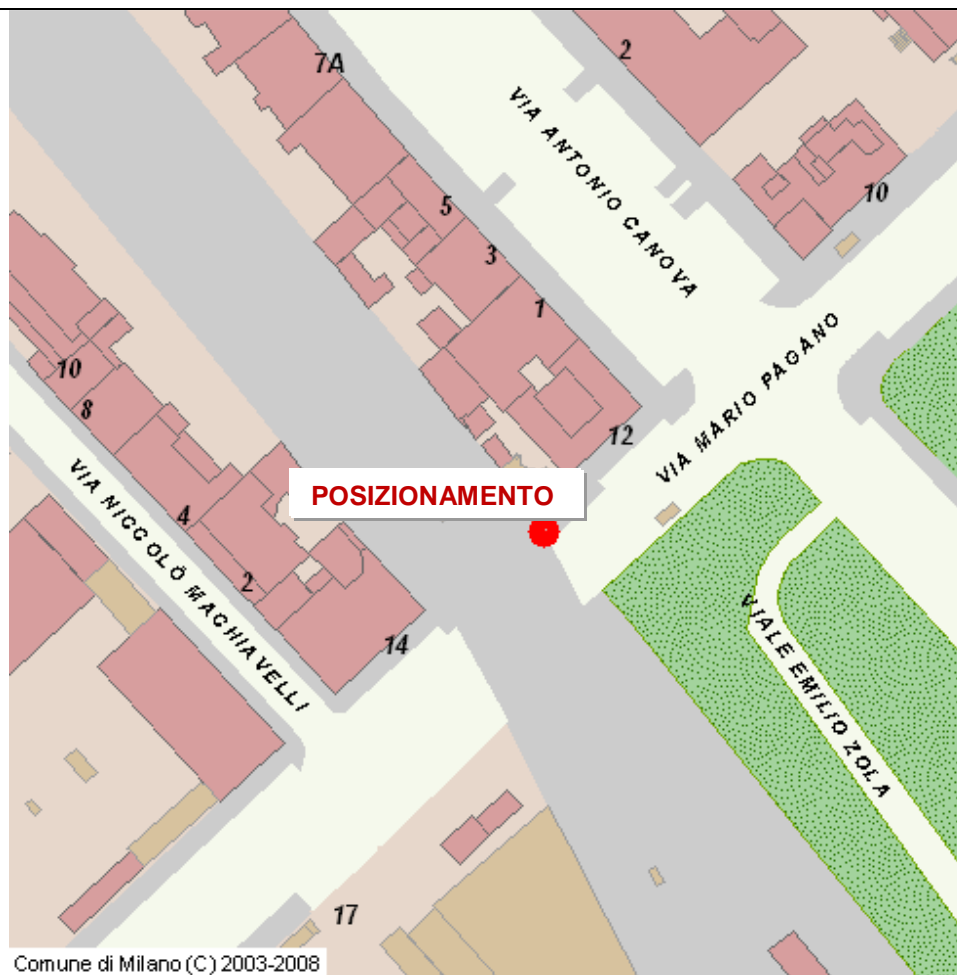 7A
2
VIA ANTONIO CANOVA
10
5
3
1
VIA MARIO PAGANO
10
8
12
POSIZIONAMENTO
VIA NICCOLÒ MACHIAVELLI
4
2
14
VIALE EMILIO ZOLA
17
Comune di Milano (C) 2003-2008